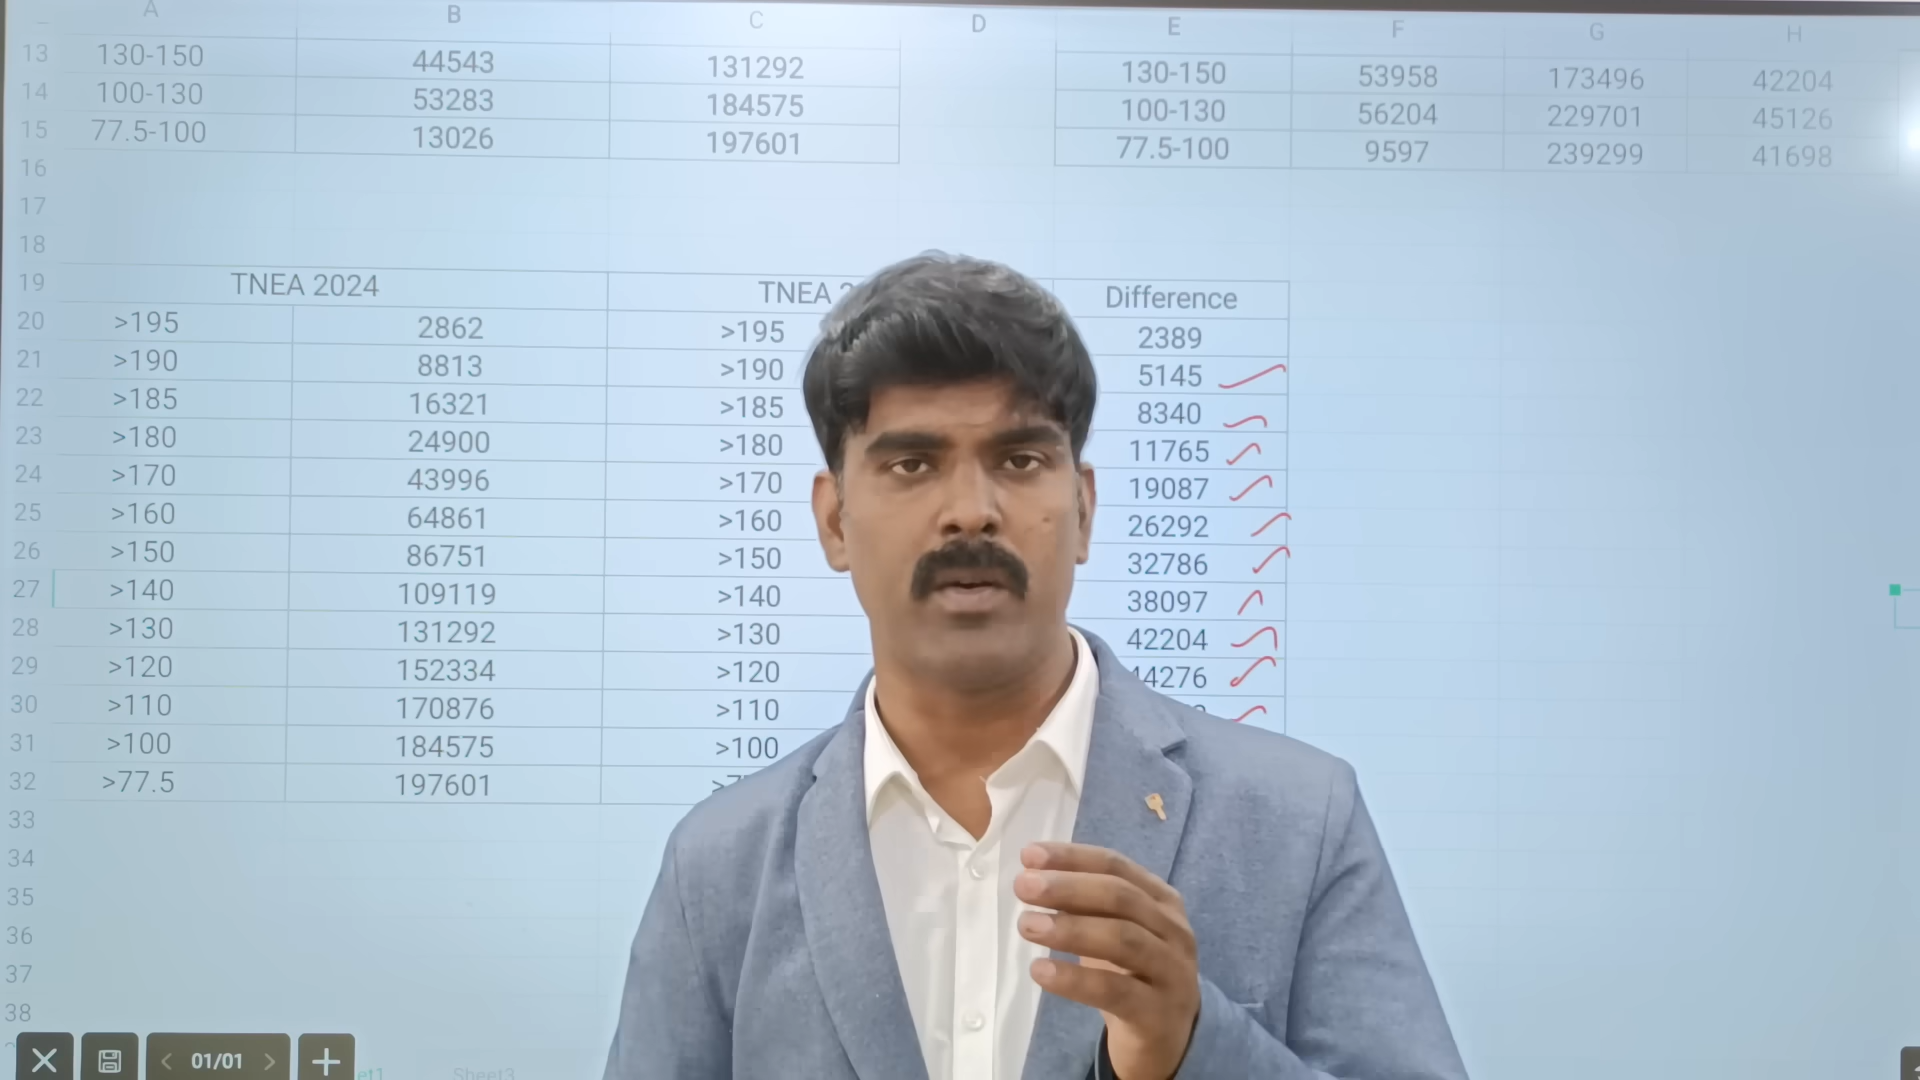 A B C D E F G H
13 130-150 44543 131292 130-150 53958 173496 42204
14 100-130 53283 184575 100-130 56204 229701 45126
15 77.5-100 13026 197601 77.5-100 9597 239299 41698
16
17
18
19 TNEA 2024 TNEA Difference
20 >195 2862 >195 2389
21 >190 8813 >190 5145
22 >185 16321 >185 8340
23 >180 24900 >180 11765
24 >170 43996 >170 19087
25 >160 64861 >160 26292
26 >150 86751 >150 32786
27 >140 109119 >140 38097
28 >130 131292 >130 42204
29 >120 152334 >120 44276
30 >110 170876 >110
31 >100 184575 >100
32 >77.5 197601
33
34
35
36
37
38
01/01
Sheet3